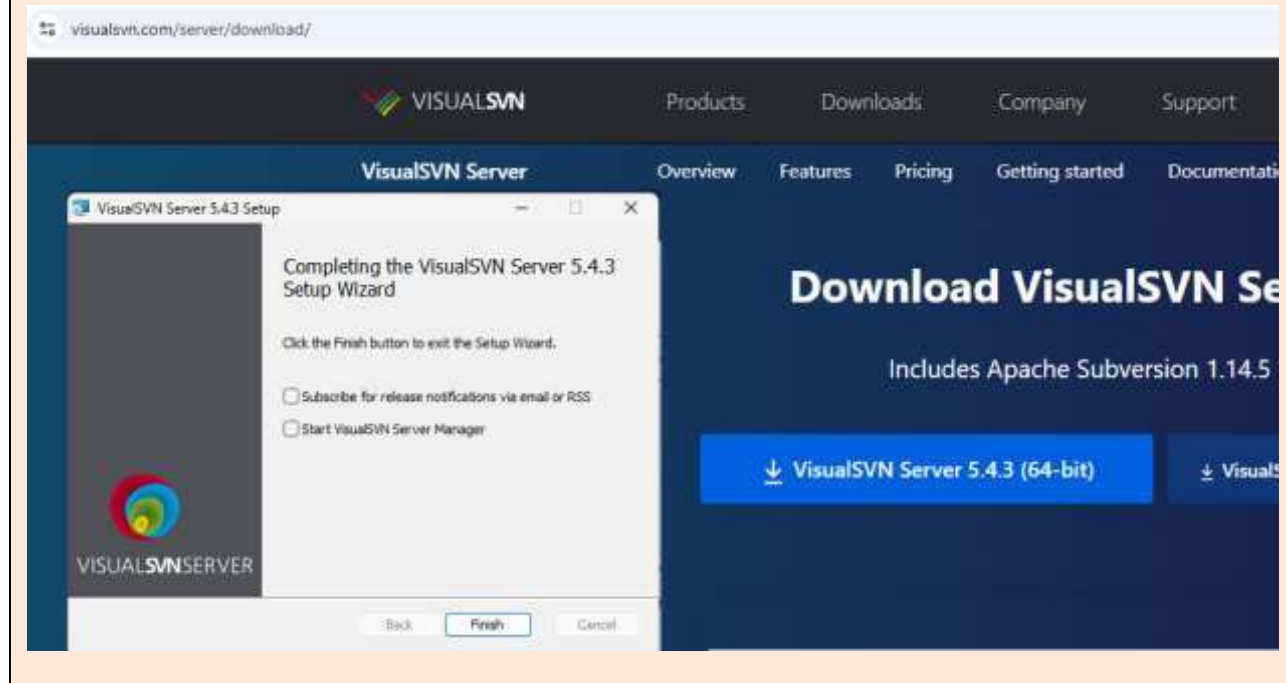 visualsvn.com/server/download/
VISUALSVN Products Downloads Company Support
VisualSVN Server Overview Features Pricing Getting started Documentati
VisualSVN Server 5.4.3 Setup
Completing the VisualSVN Server 5.4.3
Setup Wizard
Click the Finish button to exit the Setup Wizard.
Subscribe for release notifications via email or RSS
Start VisualSVN Server Manager
VISUALSVNSERVER
Back Finish Cancel
Download VisualSVN Se
Includes Apache Subversion 1.14.5
VisualSVN Server 5.4.3 (64-bit) VisualS